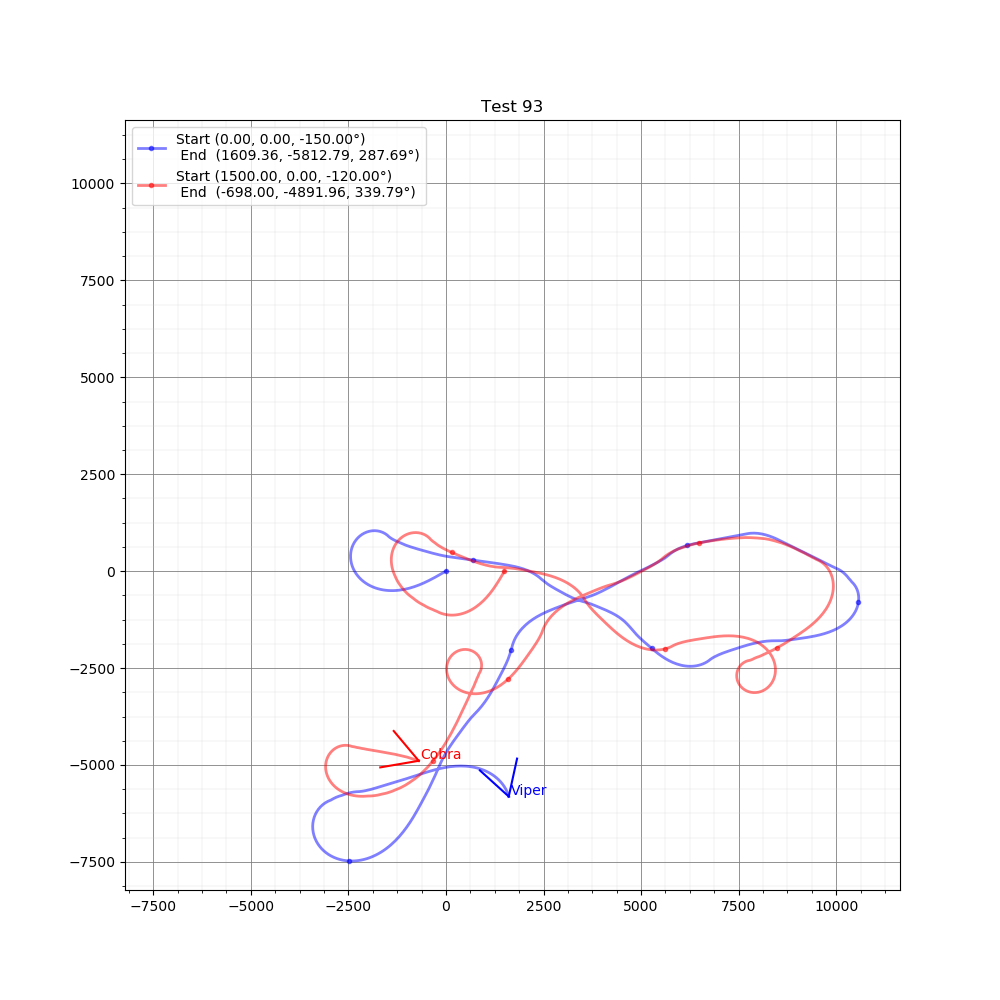 Test 93
Start (0.00, 0.00, -150.00°)
End (1609.36, -5812.79, 287.69°)
Start (1500.00, 0.00, -120.00°)
End (-698.00, -4891.96, 339.79°)
10000
7500
5000
2500
0
−2500
−5000
−7500
Cobra
Viper
−7500 −5000 −2500 0 2500 5000 7500 10000